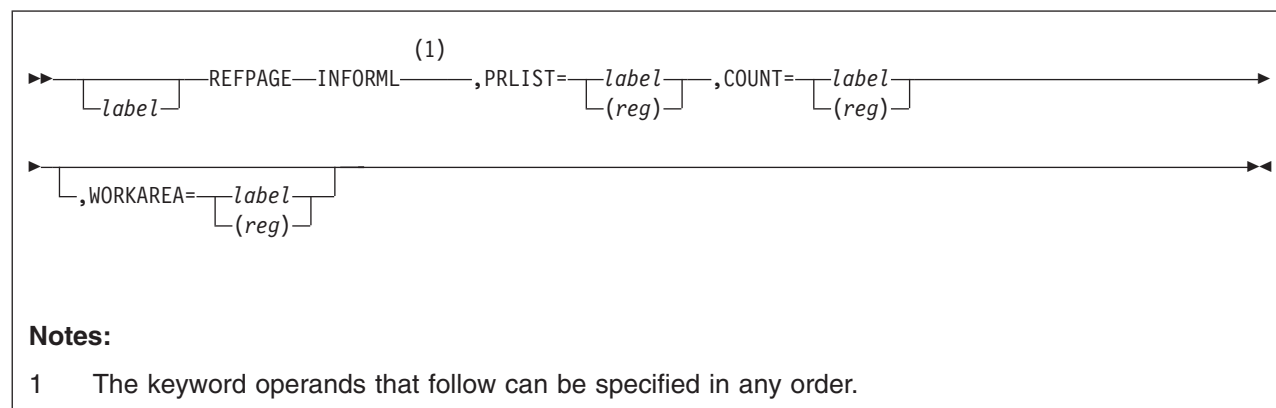 (1)
REFPAGE INFORML ,PRLIST= label ,COUNT= label
label (reg) (reg)
,WORKAREA= label
(reg)
Notes:
1 The keyword operands that follow can be specified in any order.